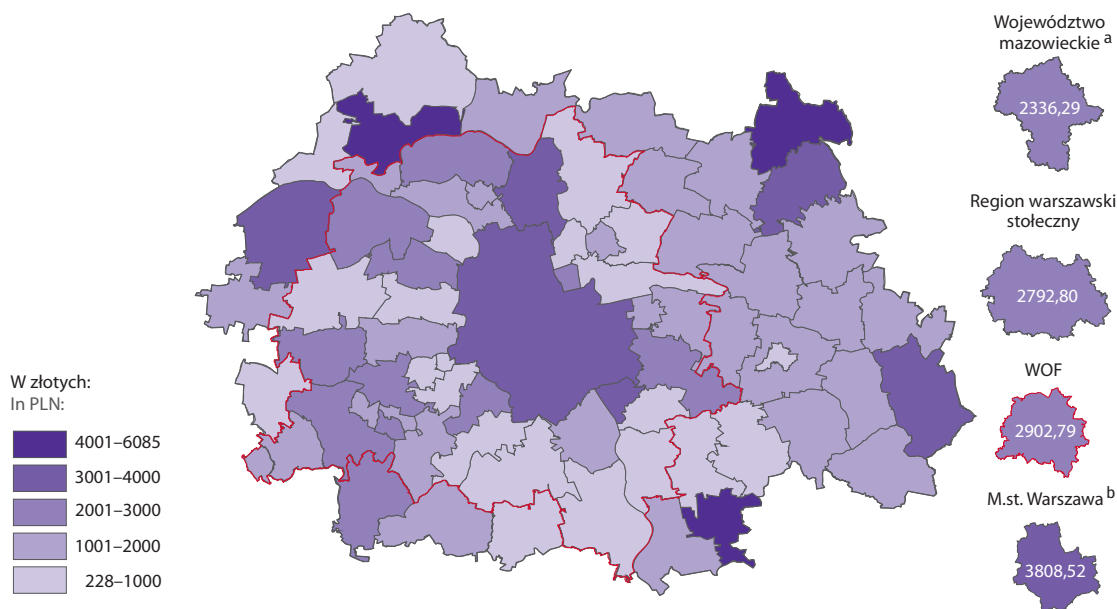 Województwo
mazowieckie a
2336,29
Region warszawski
stołeczny
2792,80
WOF
2902,79
M.st. Warszawa b
3808,52
W złotych:
In PLN:
4001–6085
3001–4000
2001–3000
1001–2000
228–1000